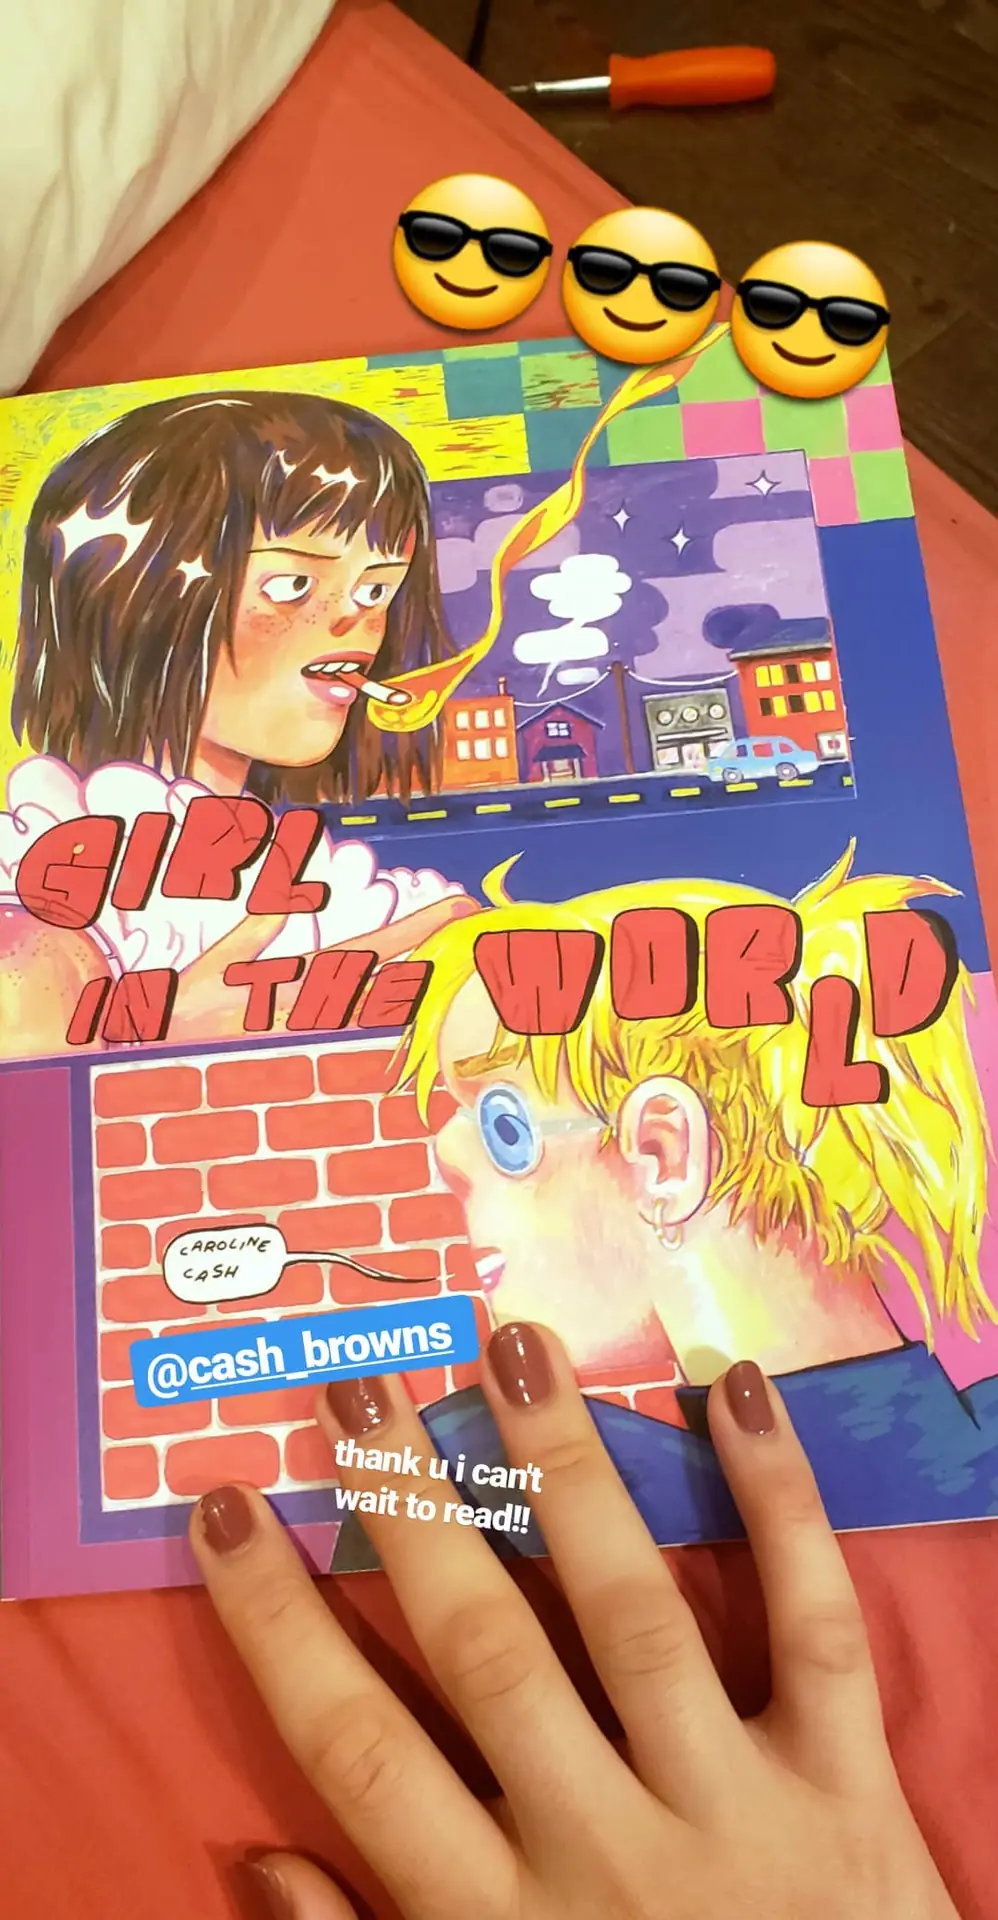 GIRL
IN THE WORLD
CAROLINE
CASH
@cash_browns
thank u i can't
wait to read!!